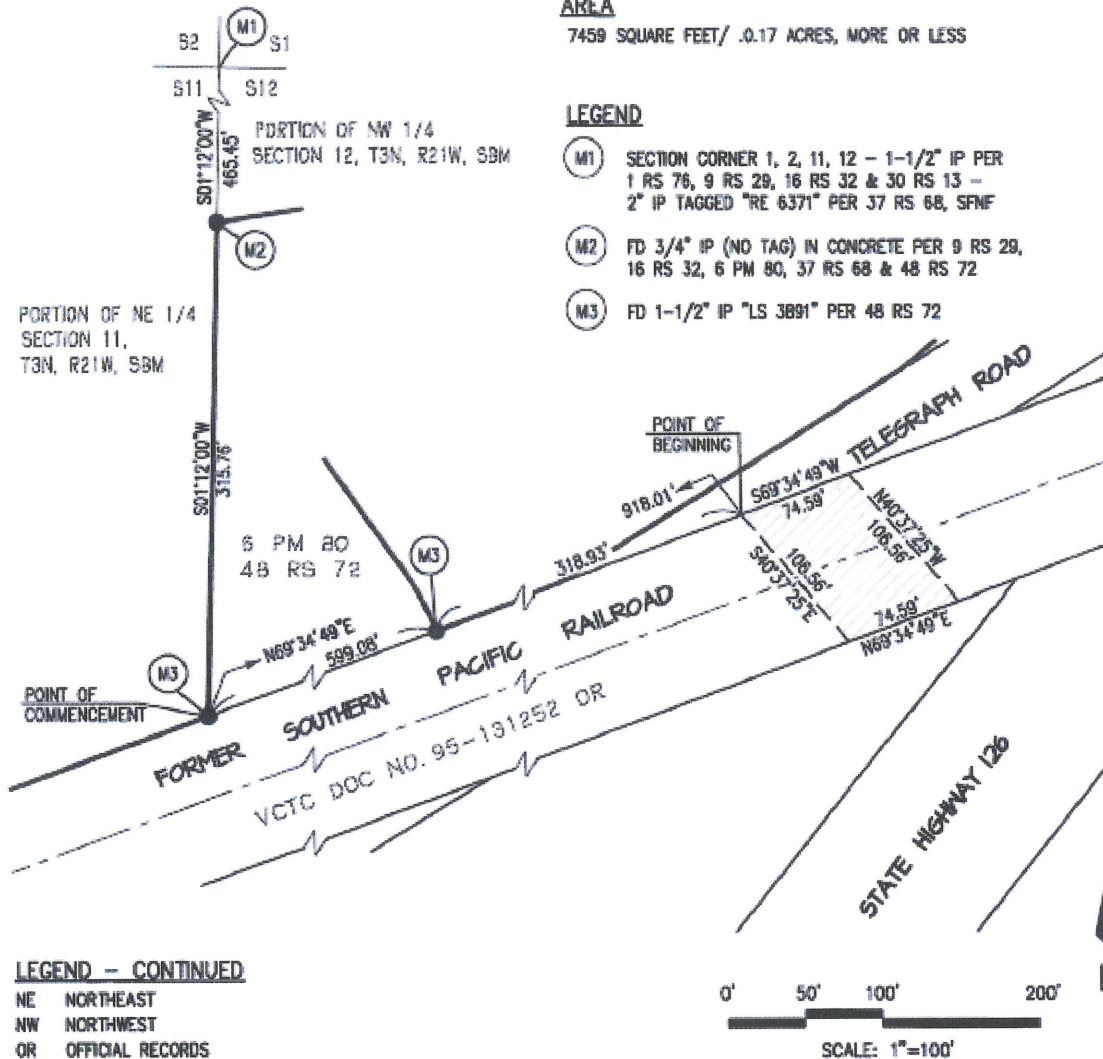 AREA
7459 SQUARE FEET/ .0.17 ACRES, MORE OR LESS
M1
S2 S1
S11 S12
S01°12'00"W
465.45'
PORTION OF NW 1/4
SECTION 12, T3N, R21W, SBM
M2
LEGEND
M1 SECTION CORNER 1, 2, 11, 12 - 1-1/2" IP PER
1 RS 76, 9 RS 29, 16 RS 32 & 30 RS 13 -
2" IP TAGGED "RE 6371" PER 37 RS 68, SFNF
M2 FD 3/4" IP (NO TAG) IN CONCRETE PER 9 RS 29,
16 RS 32, 6 PM 80, 37 RS 68 & 48 RS 72
M3 FD 1-1/2" IP "LS 3891" PER 48 RS 72
PORTION OF NE 1/4
SECTION 11,
T3N, R21W, SBM
S01°12'00"W
315.76'
6 PM 80
48 RS 72
M3
POINT OF
BEGINNING
918.01'
318.93'
S69°34'49"W
74.59'
TELEGRAPH ROAD
N40°37'25"W
106.56'
106.56'
S40°37'25"E
74.59'
N69°34'49"E
M3
N69°34'49"E
599.08'
POINT OF
COMMENCEMENT
FORMER SOUTHERN PACIFIC RAILROAD
VCTC DOC NO. 95-131252 OR
STATE HIGHWAY 126
LEGEND - CONTINUED
NE NORTHEAST
NW NORTHWEST
OR OFFICIAL RECORDS
0' 50' 100' 200'
SCALE: 1"=100'